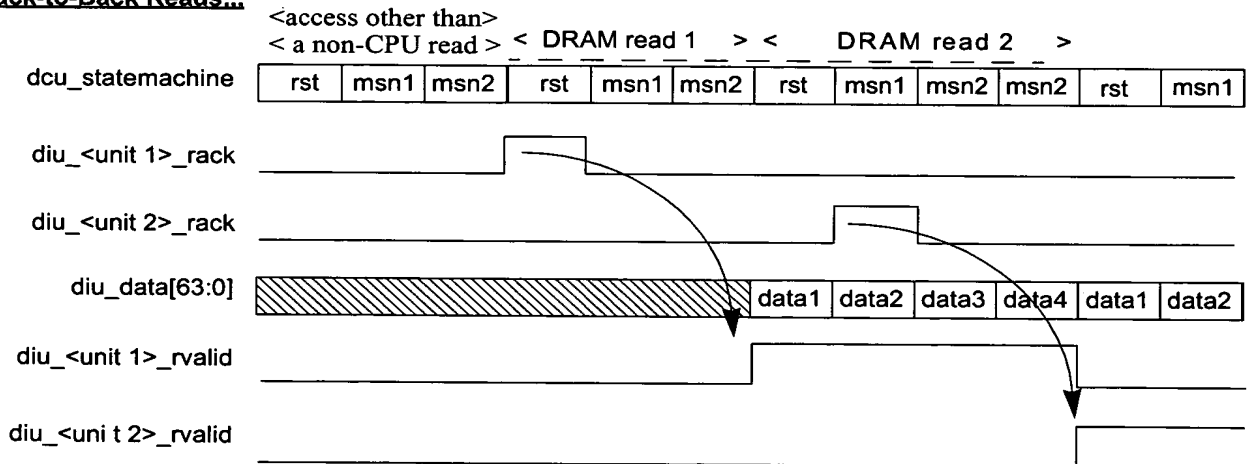 Back-to-Back Reads...
<access other than>
< a non-CPU read > < DRAM read 1 > < DRAM read 2 >
dcu_statemachine rst msn1 msn2 rst msn1 msn2 rst msn1 msn2 msn2 rst msn1
diu_<unit 1>_rack
diu_<unit 2>_rack
diu_data[63:0] data1 data2 data3 data4 data1 data2
diu_<unit 1>_rvalid
diu_<uni t 2>_rvalid